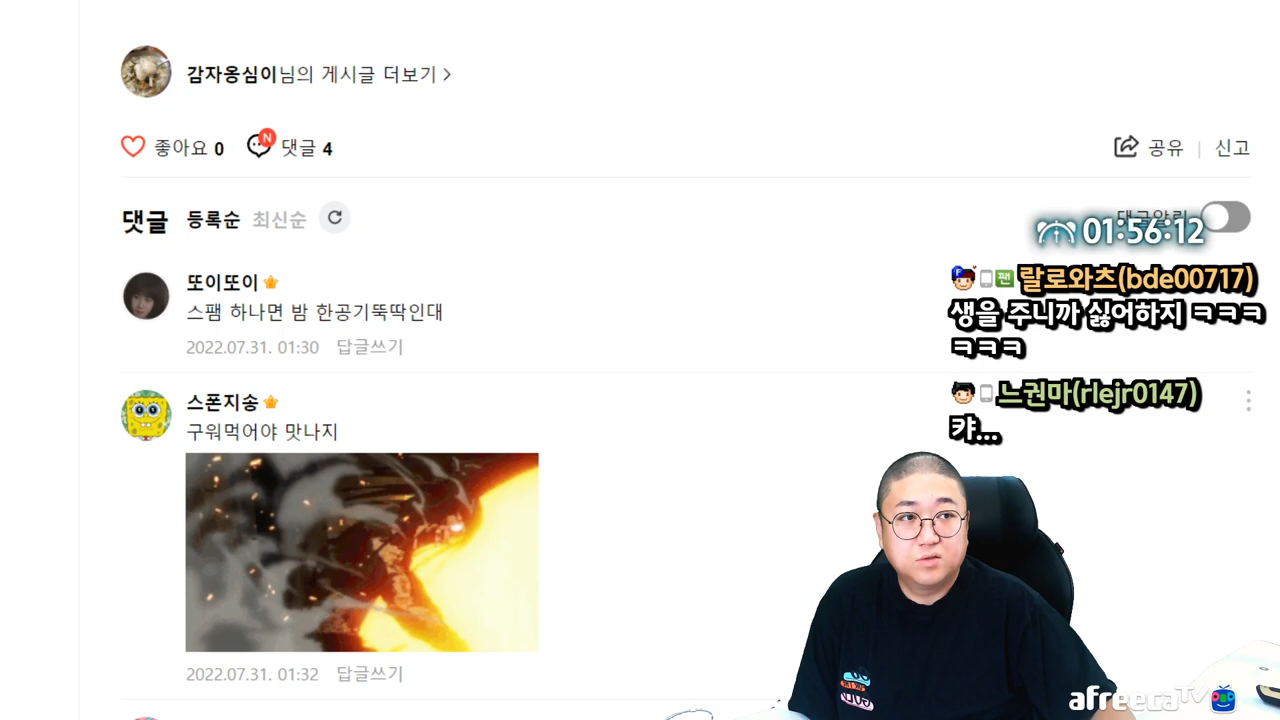 감자옹심이님의 게시글 더보기 >
좋아요 0 N 댓글 4
공유 | 신고
댓글 등록순 최신순
댓글알림
01:56:12
또이또이
스팸 하나면 밤 한공기뚝딱인대
2022.07.31. 01:30 답글쓰기
스폰지송
구워먹어야 맛나지
2022.07.31. 01:32 답글쓰기
F 팬 랄로와츠(bde00717)
생을 주니까 싫어하지 ㅋㅋㅋ
ㅋㅋㅋ
느권마(rlejr0147)
캬...
afreecaTV